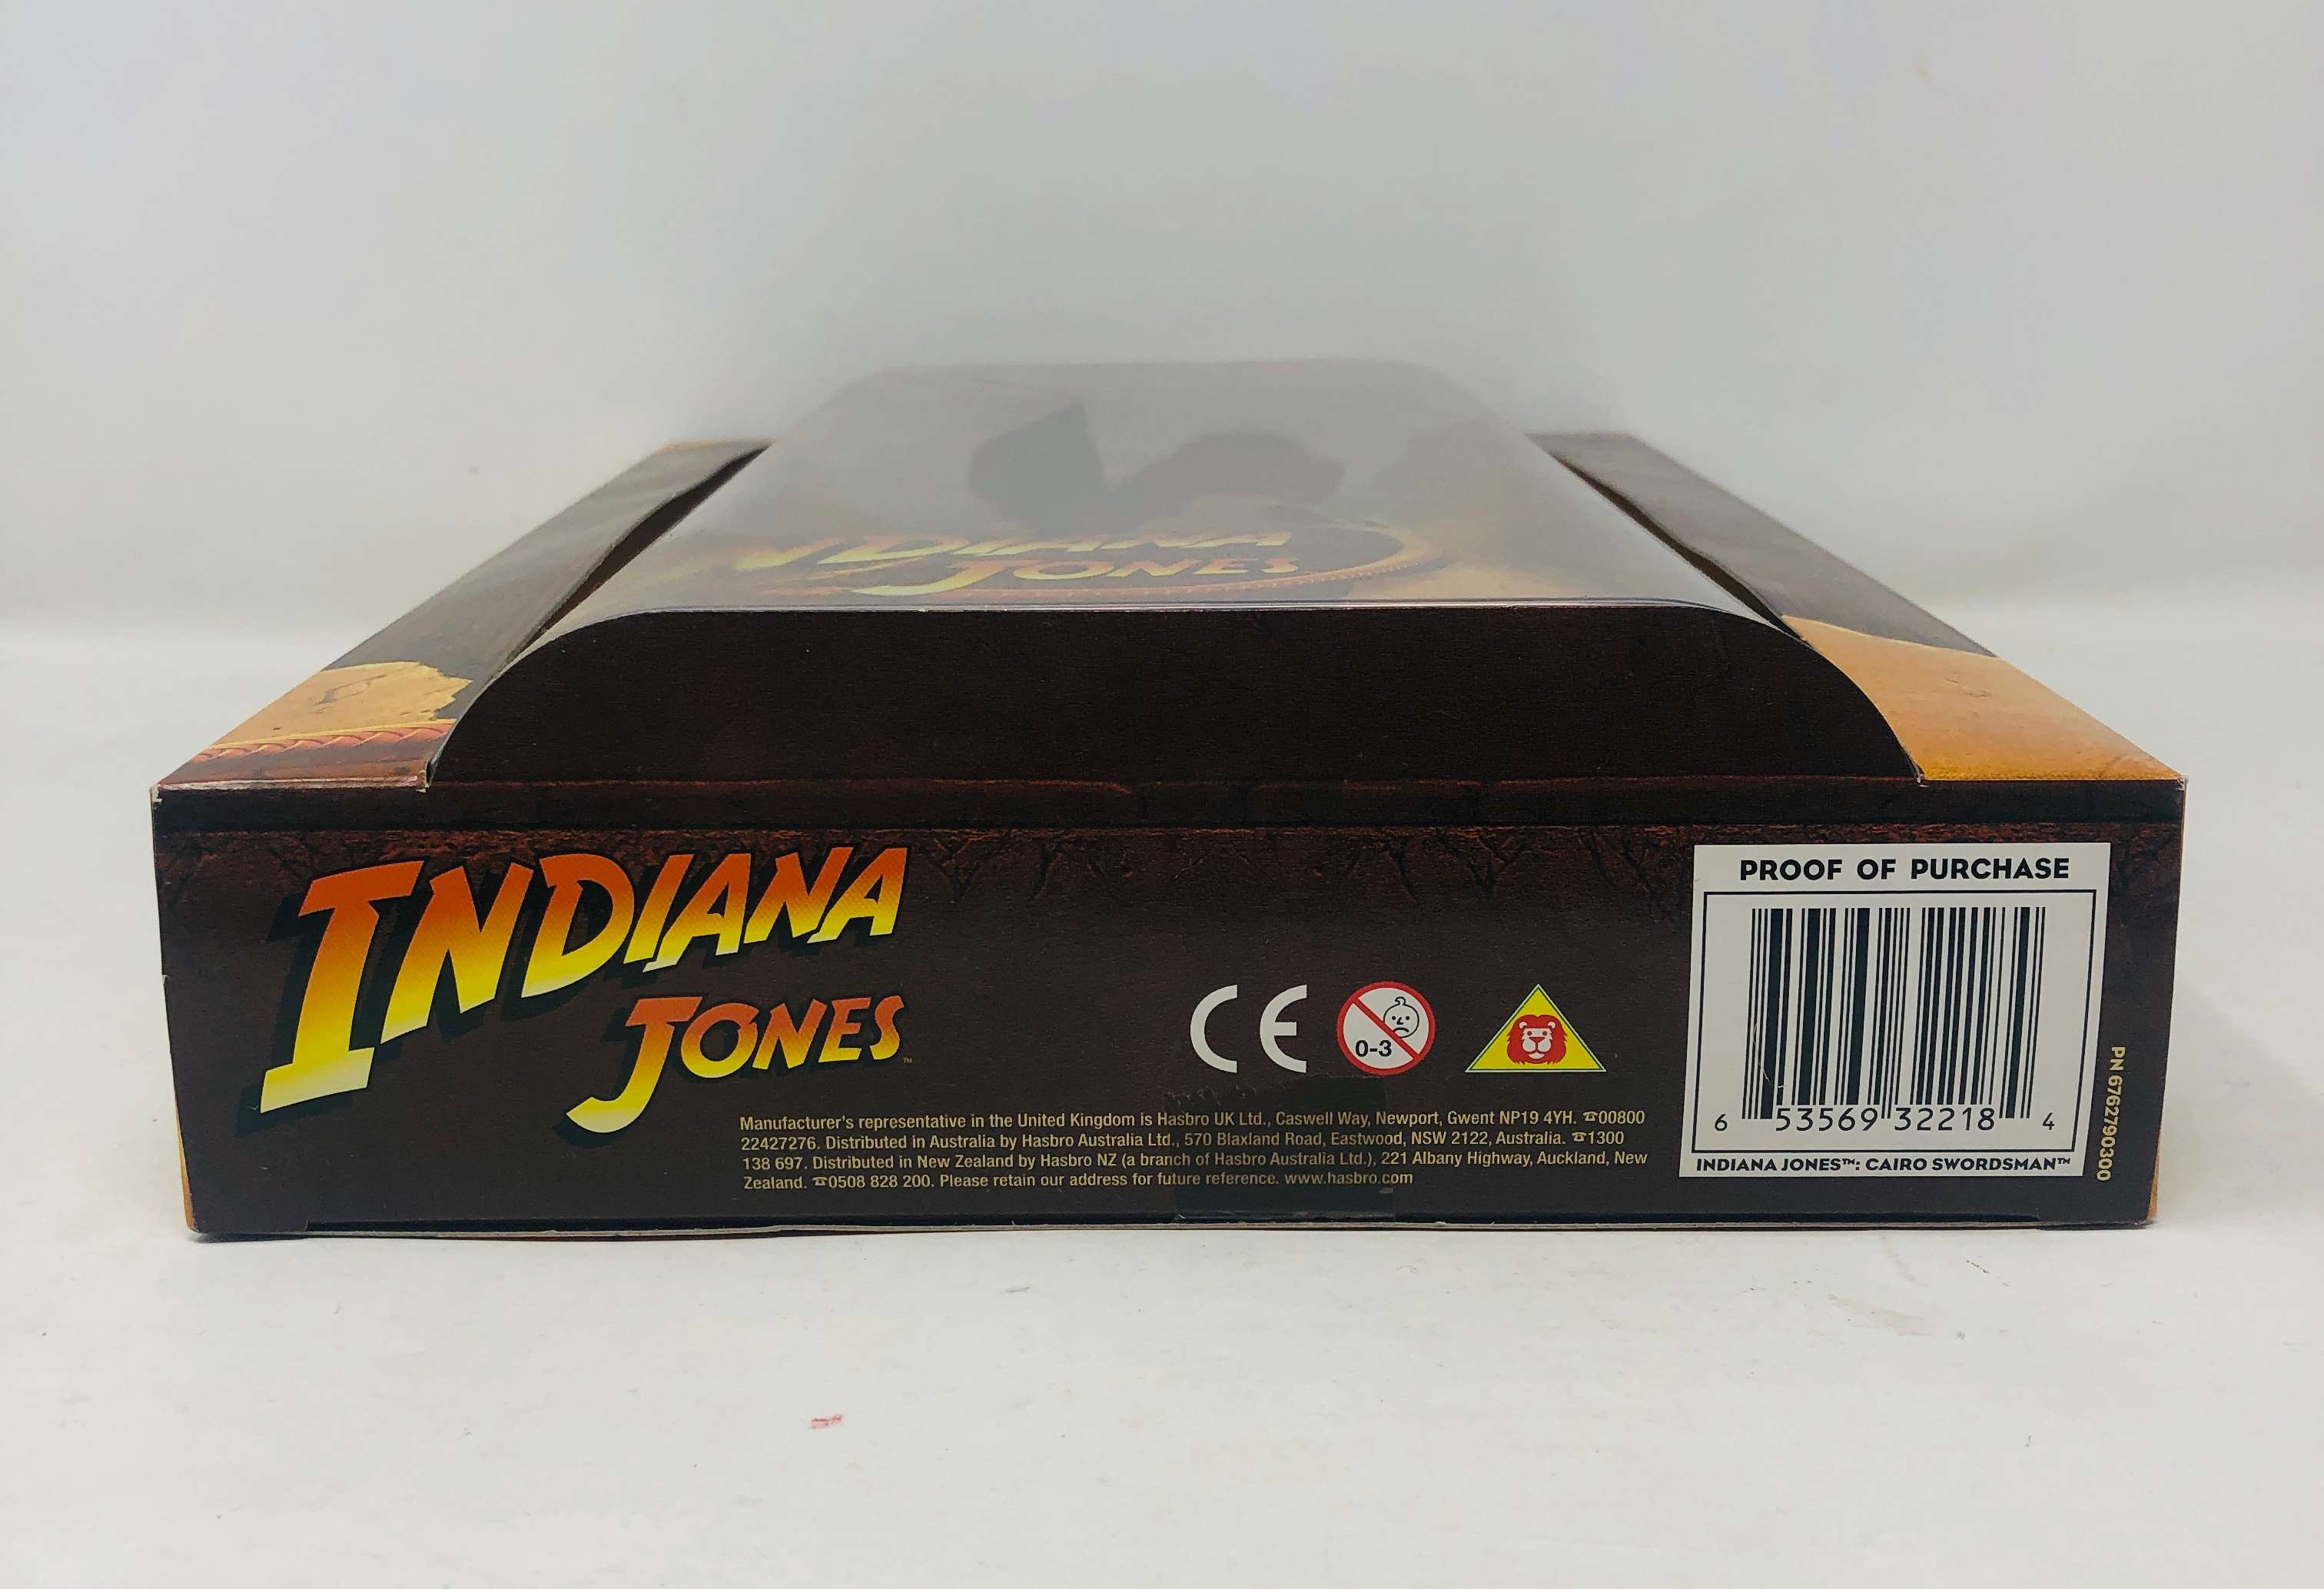 INDIANA
JONES
INDIANA
JONES™
CE
0-3
Manufacturer's representative in the United Kingdom is Hasbro UK Ltd., Caswell Way, Newport, Gwent NP19 4YH. ☎00800
22427276. Distributed in Australia by Hasbro Australia Ltd., 570 Blaxland Road, Eastwood, NSW 2122, Australia. ☎1300
138 697. Distributed in New Zealand by Hasbro NZ (a branch of Hasbro Australia Ltd.), 221 Albany Highway, Auckland, New
Zealand. ☎0508 828 200. Please retain our address for future reference. www.hasbro.com
PROOF OF PURCHASE
6 53569 32218 4
INDIANA JONES™: CAIRO SWORDSMAN™
PN 6762790300